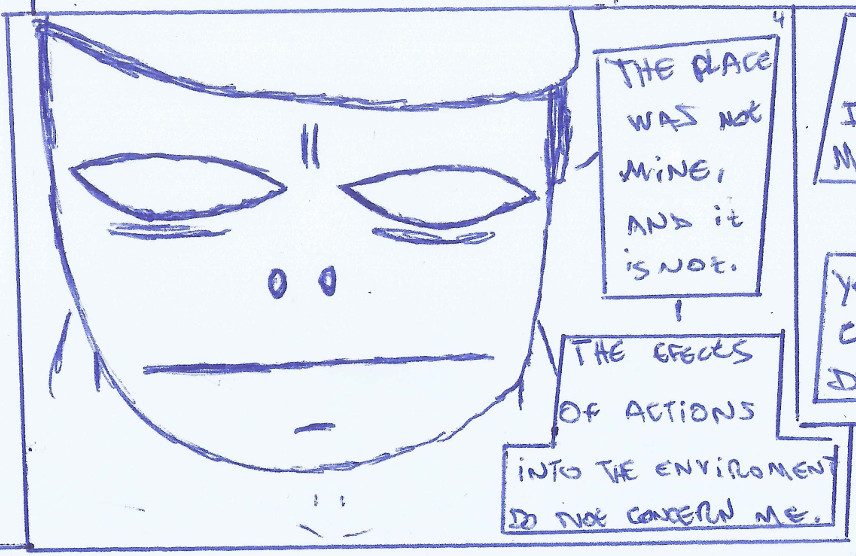 4
THE PLACE
WAS NOT
MINE,
AND it
is NOt.
THE EFECtS
OF ACTIONS
INTO THE ENVIROMENT
DO NOt CONCERN ME.
I
M
Y
D